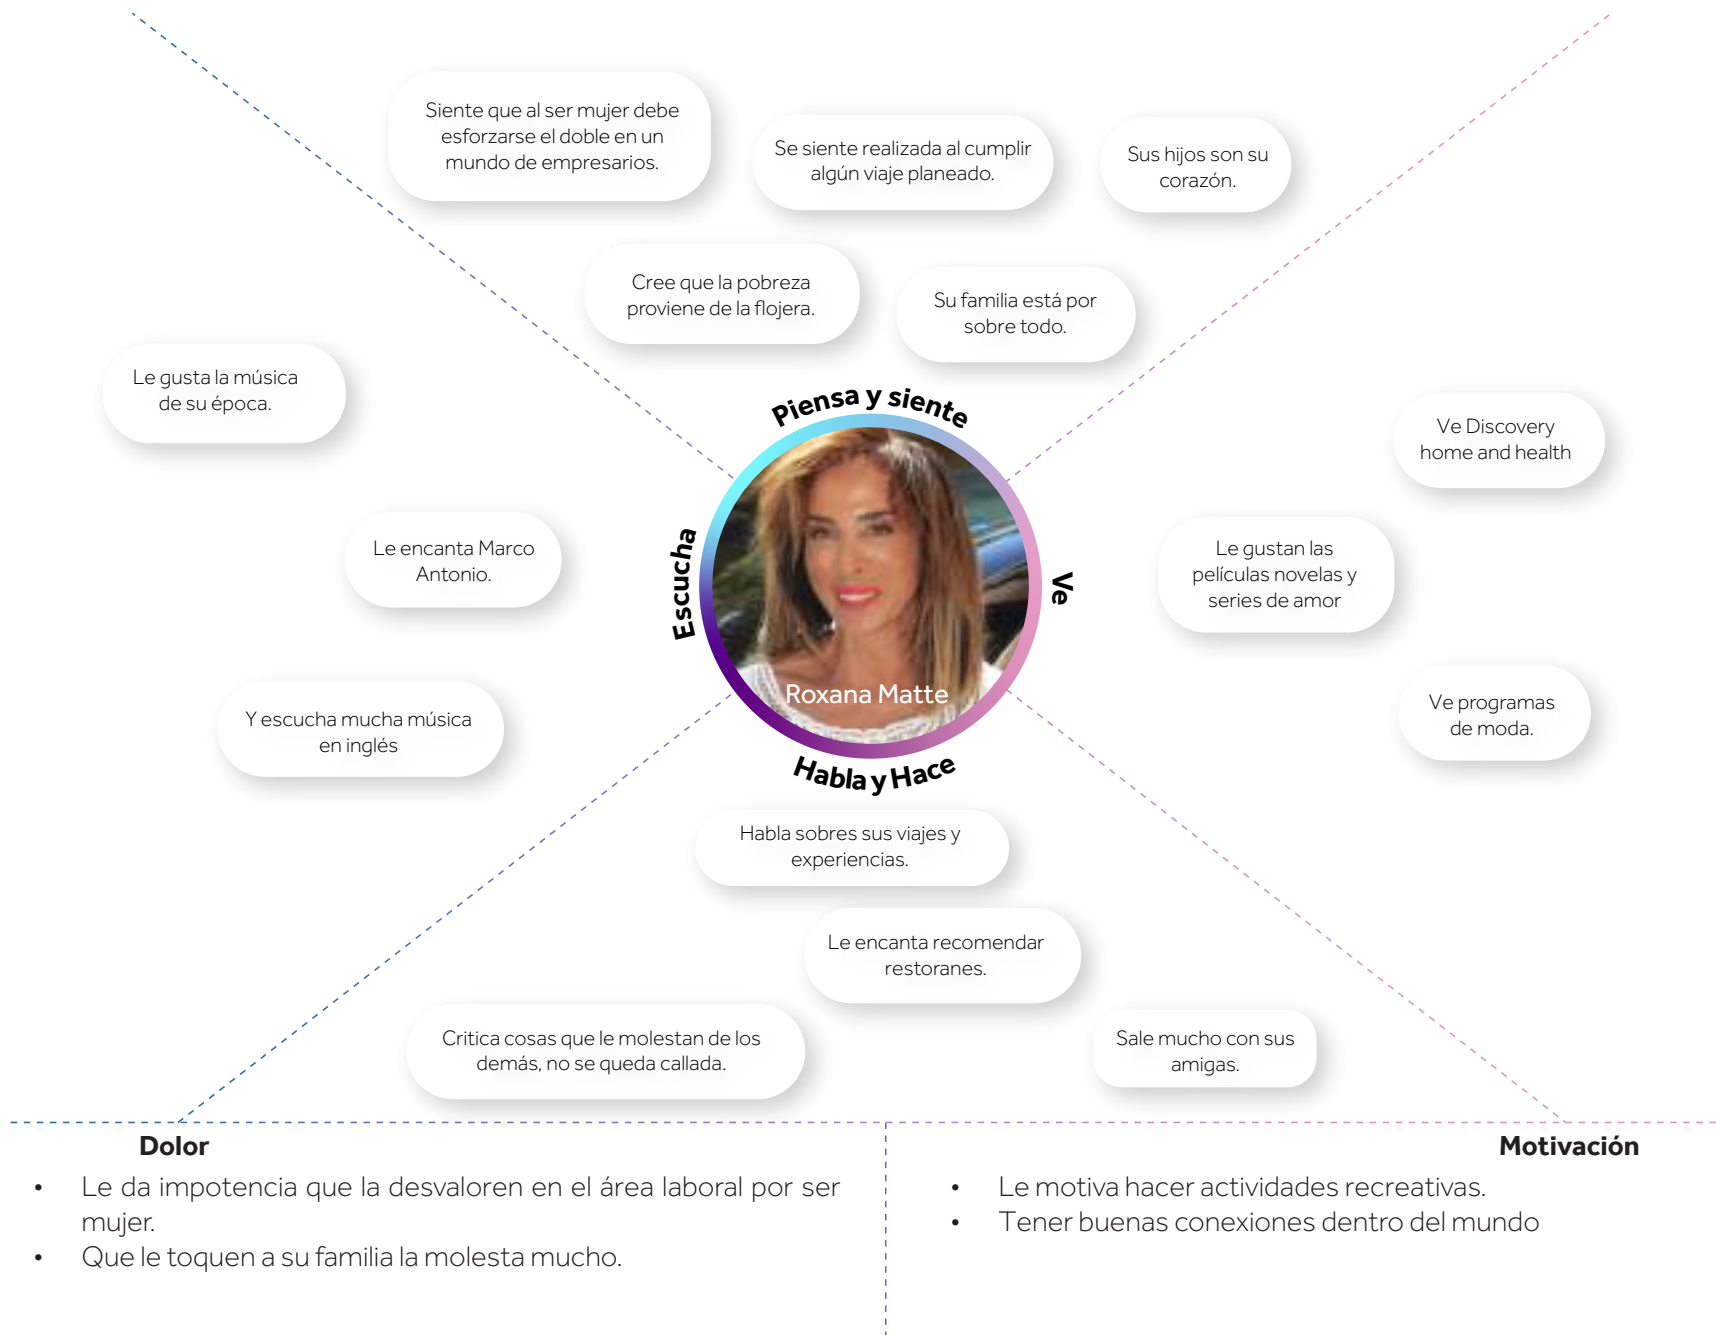 Siente que al ser mujer debe
esforzarse el doble en un
mundo de empresarios.
Se siente realizada al cumplir
algún viaje planeado.
Sus hijos son su
corazón.
Cree que la pobreza
proviene de la flojera.
Su familia está por
sobre todo.
Piensa y siente
Le gusta la música
de su época.
Le encanta Marco
Antonio.
Y escucha mucha música
en inglés
Escucha
Roxana Matte
Ve
Ve Discovery
home and health
Le gustan las
películas novelas y
series de amor
Ve programas
de moda.
Habla y Hace
Habla sobres sus viajes y
experiencias.
Le encanta recomendar
restoranes.
Critica cosas que le molestan de los
demás, no se queda callada.
Sale mucho con sus
amigas.
Dolor
• Le da impotencia que la desvaloren en el área laboral por ser
mujer.
• Que le toquen a su familia la molesta mucho.
Motivación
• Le motiva hacer actividades recreativas.
• Tener buenas conexiones dentro del mundo